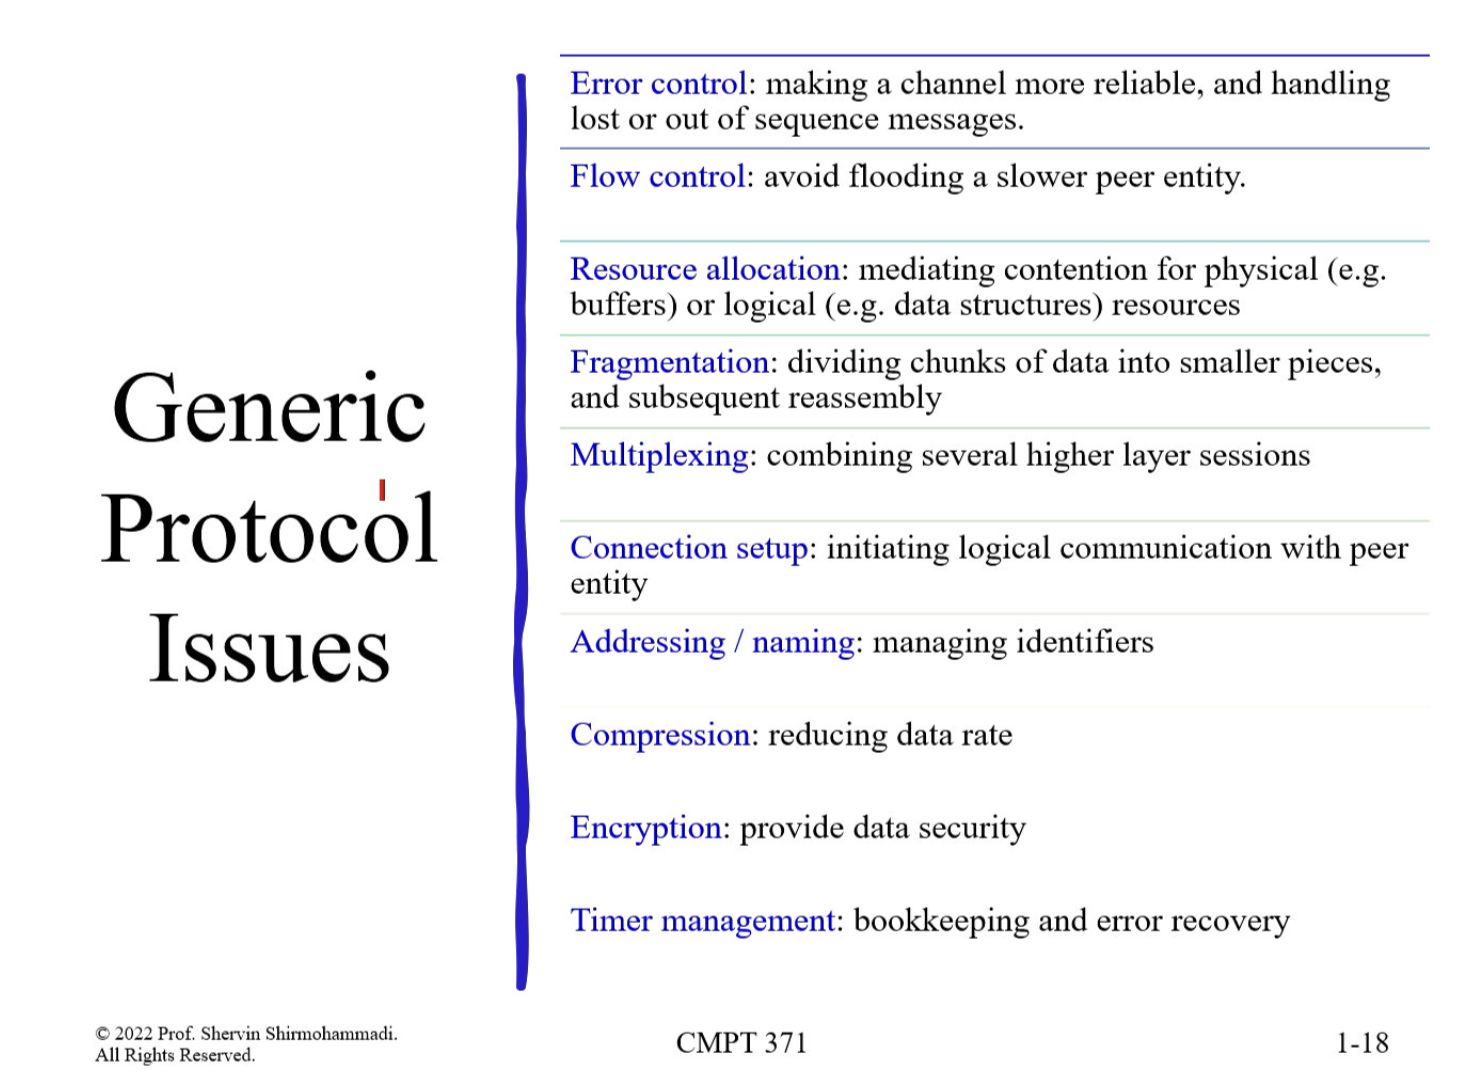 Generic
Protocol
Issues
Error control: making a channel more reliable, and handling
lost or out of sequence messages.
Flow control: avoid flooding a slower peer entity.
Resource allocation: mediating contention for physical (e.g.
buffers) or logical (e.g. data structures) resources
Fragmentation: dividing chunks of data into smaller pieces,
and subsequent reassembly
Multiplexing: combining several higher layer sessions
Connection setup: initiating logical communication with peer
entity
Addressing / naming: managing identifiers
Compression: reducing data rate
Encryption: provide data security
Timer management: bookkeeping and error recovery
© 2022 Prof. Shervin Shirmohammadi.
All Rights Reserved.
CMPT 371
1-18